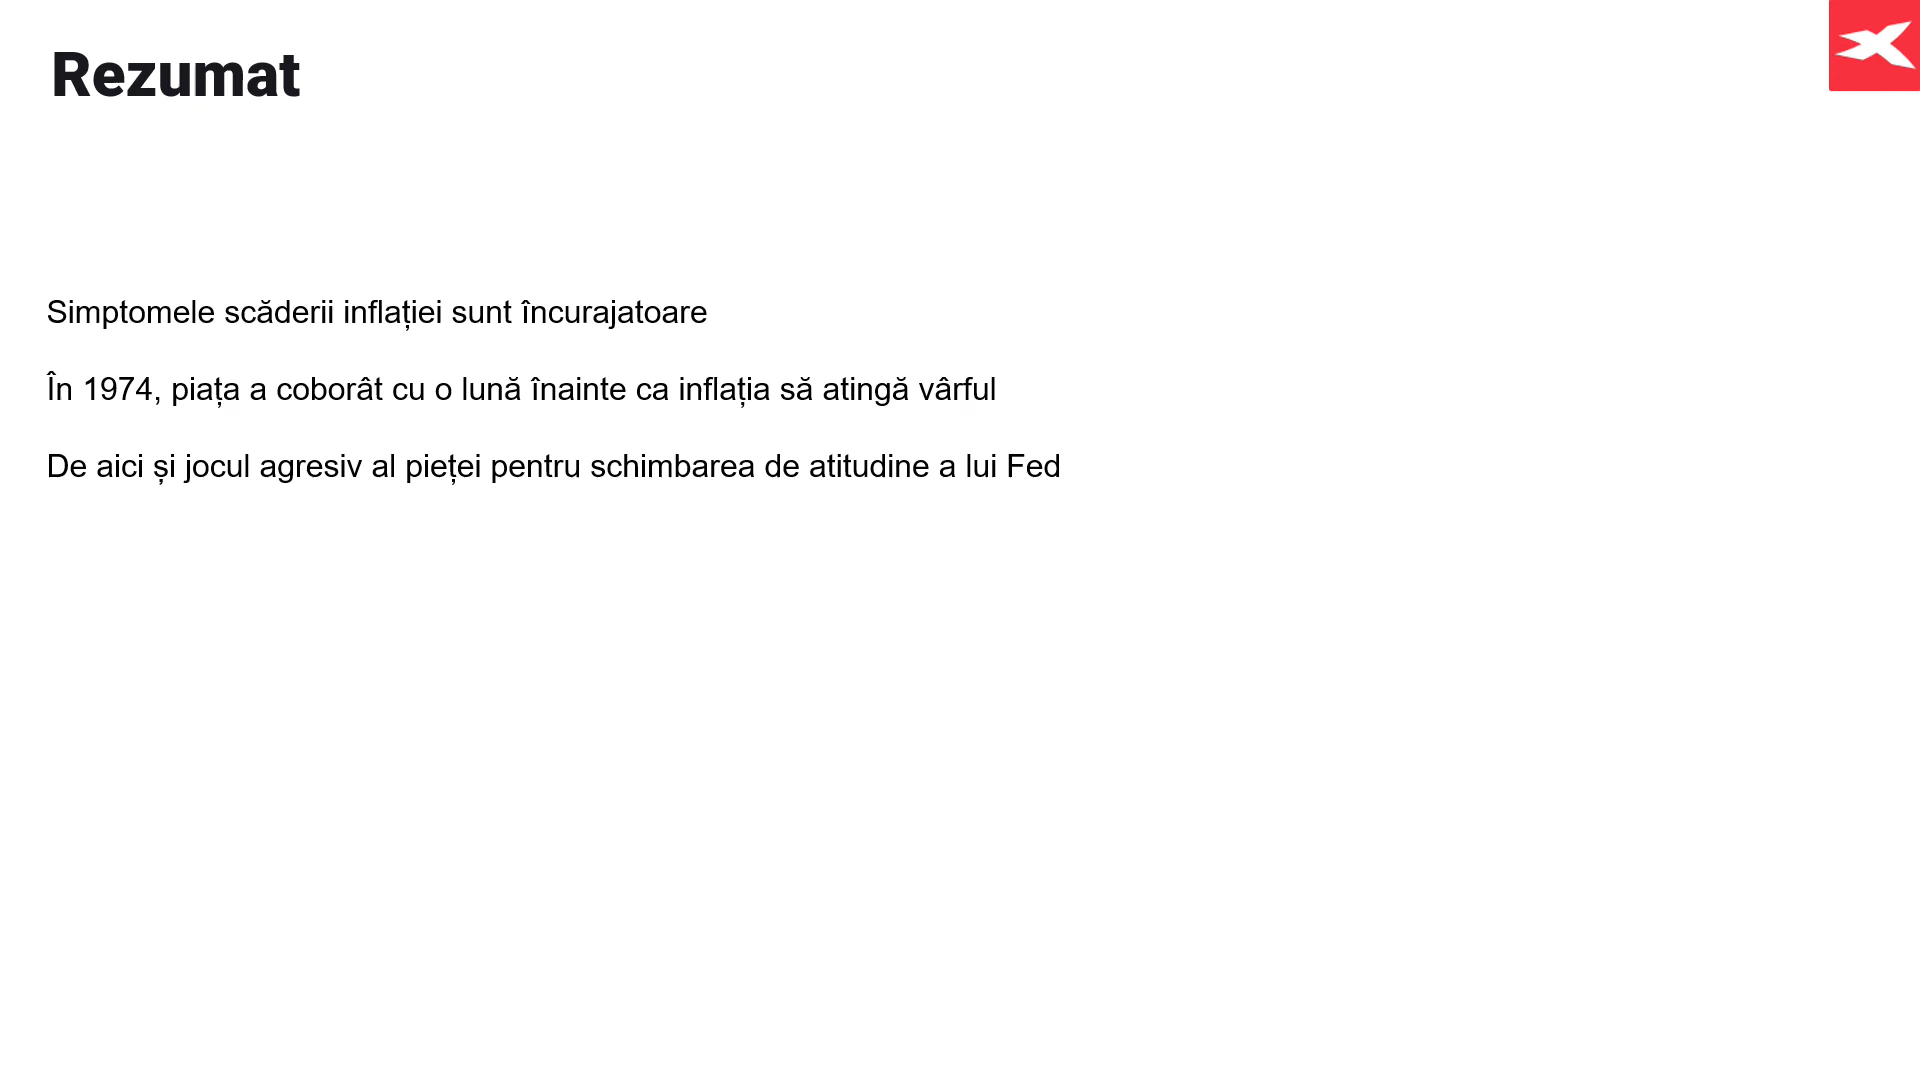 Rezumat
Simptomele scăderii inflației sunt încurajatoare
În 1974, piața a coborât cu o lună înainte ca inflația să atingă vârful
De aici și jocul agresiv al pieței pentru schimbarea de atitudine a lui Fed